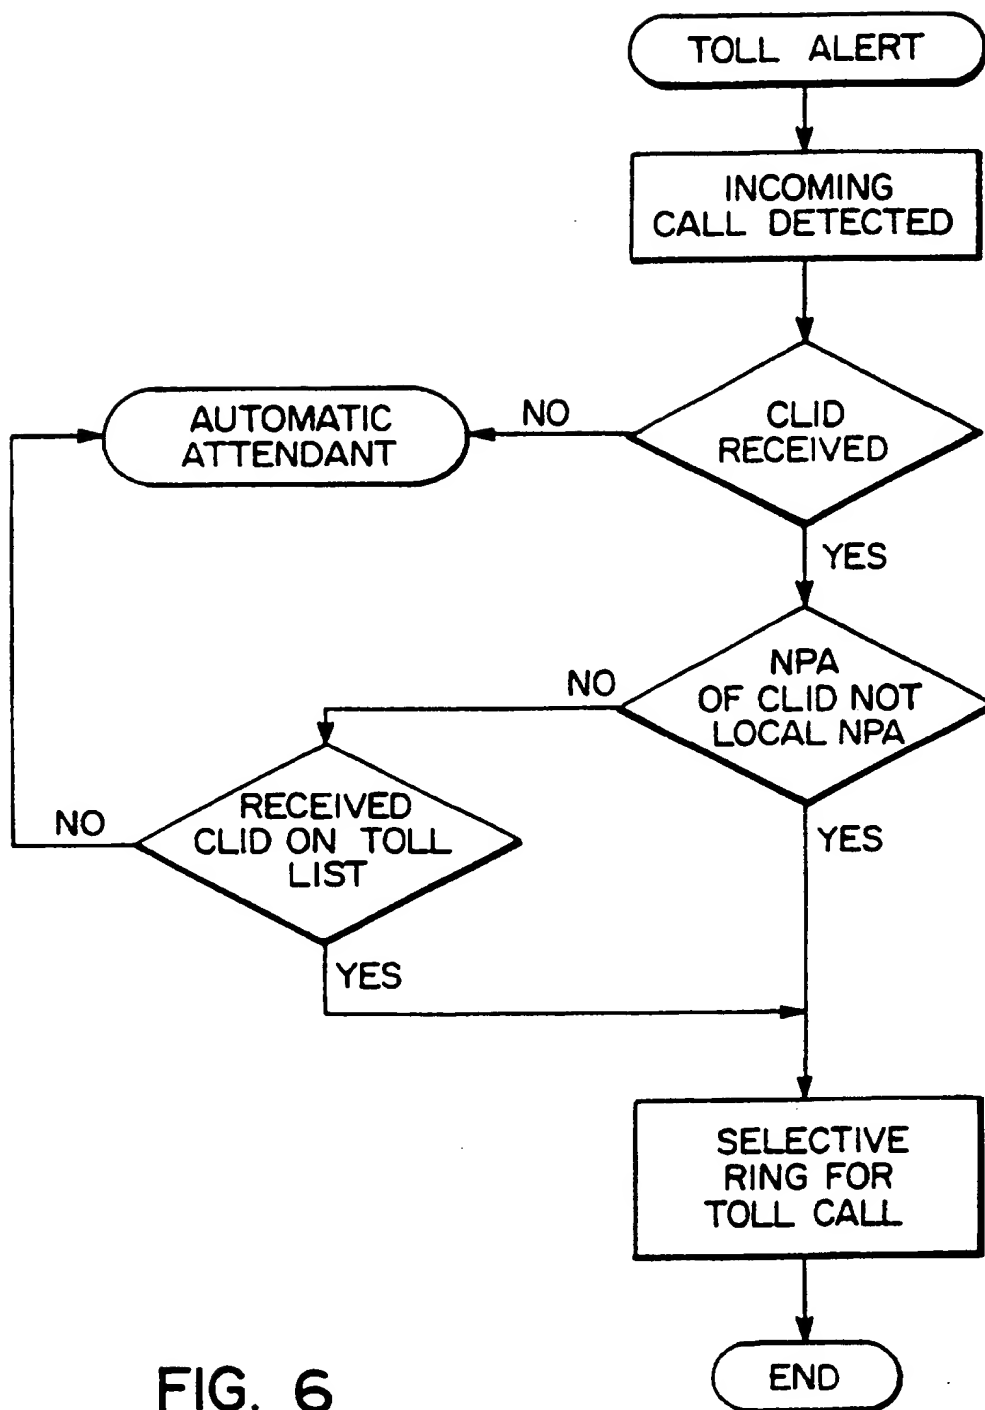 TOLL ALERT
INCOMING
CALL DETECTED
CLID
RECEIVED
NO
AUTOMATIC
ATTENDANT
YES
NPA
OF CLID NOT
LOCAL NPA
NO
RECEIVED
CLID ON TOLL
LIST
NO
YES
YES
SELECTIVE
RING FOR
TOLL CALL
END
FIG. 6